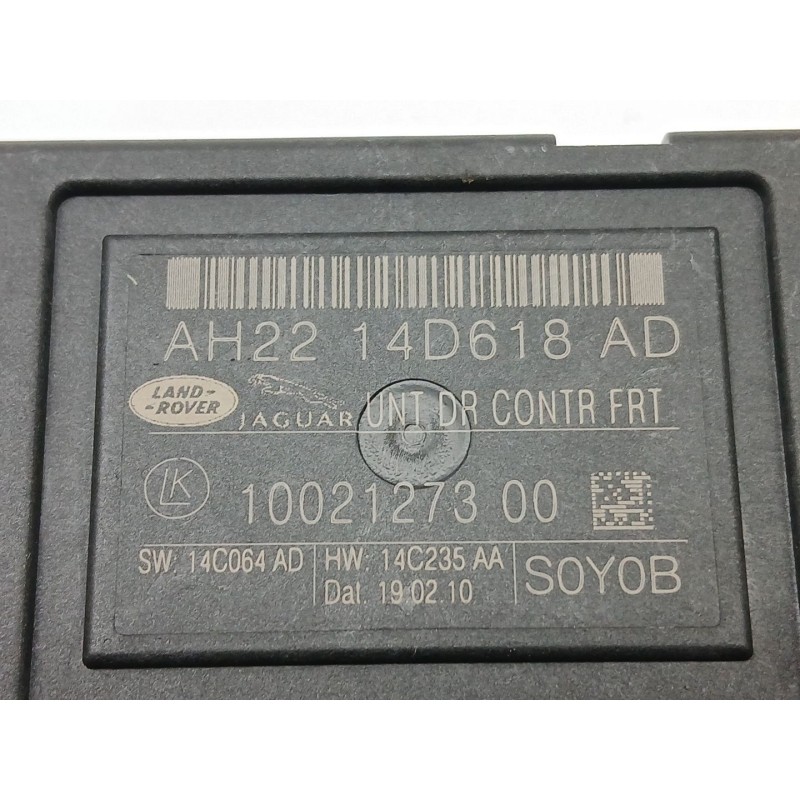 AH22 14D618 AD
LAND-
-ROVER
JAGUAR UNT DR CONTR FRT
LK 10021273 00
SW: 14C064 AD HW: 14C235 AA
Dat. 19.02.10
S0Y0B